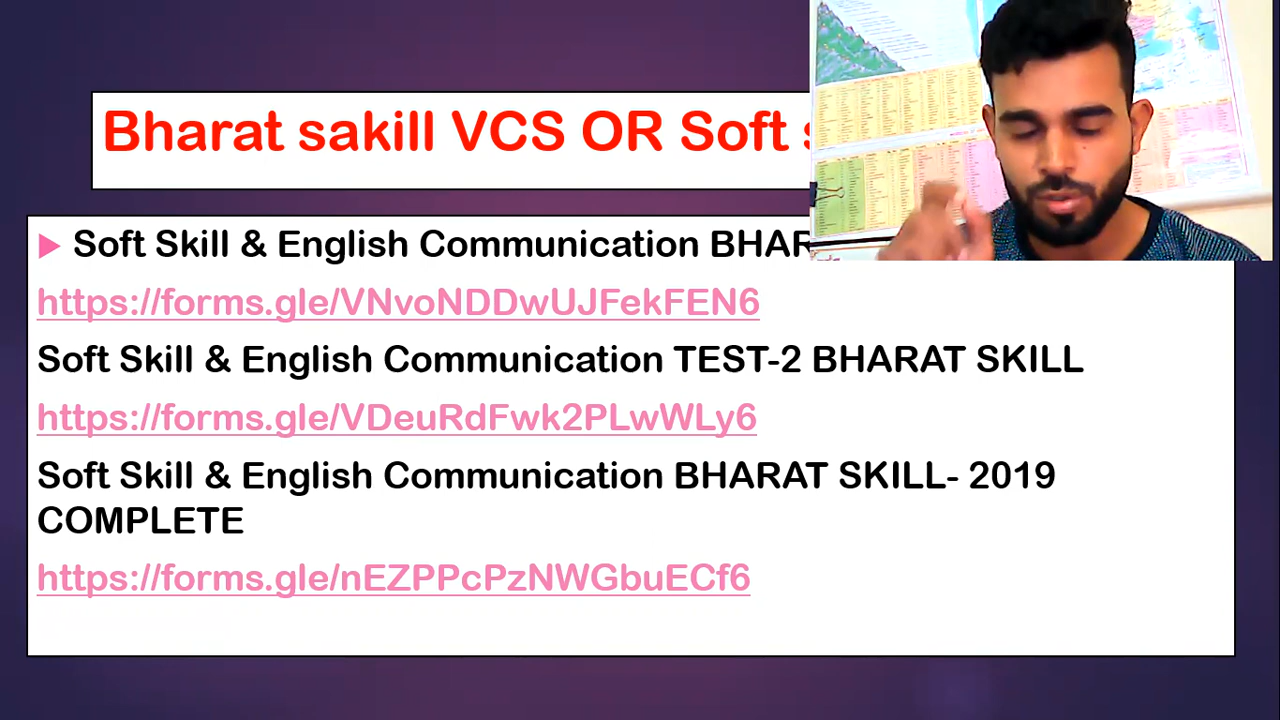 Bharat sakill VCS OR Soft
Soft Skill & English Communication
https://forms.gle/VNvoNDDwUJFekFEN6
Soft Skill & English Communication TEST-2 BHARAT SKILL
https://forms.gle/VDeuRdFwk2PLwWLy6
Soft Skill & English Communication BHARAT SKILL- 2019
COMPLETE
https://forms.gle/nEZPPcPzNWGbuECf6